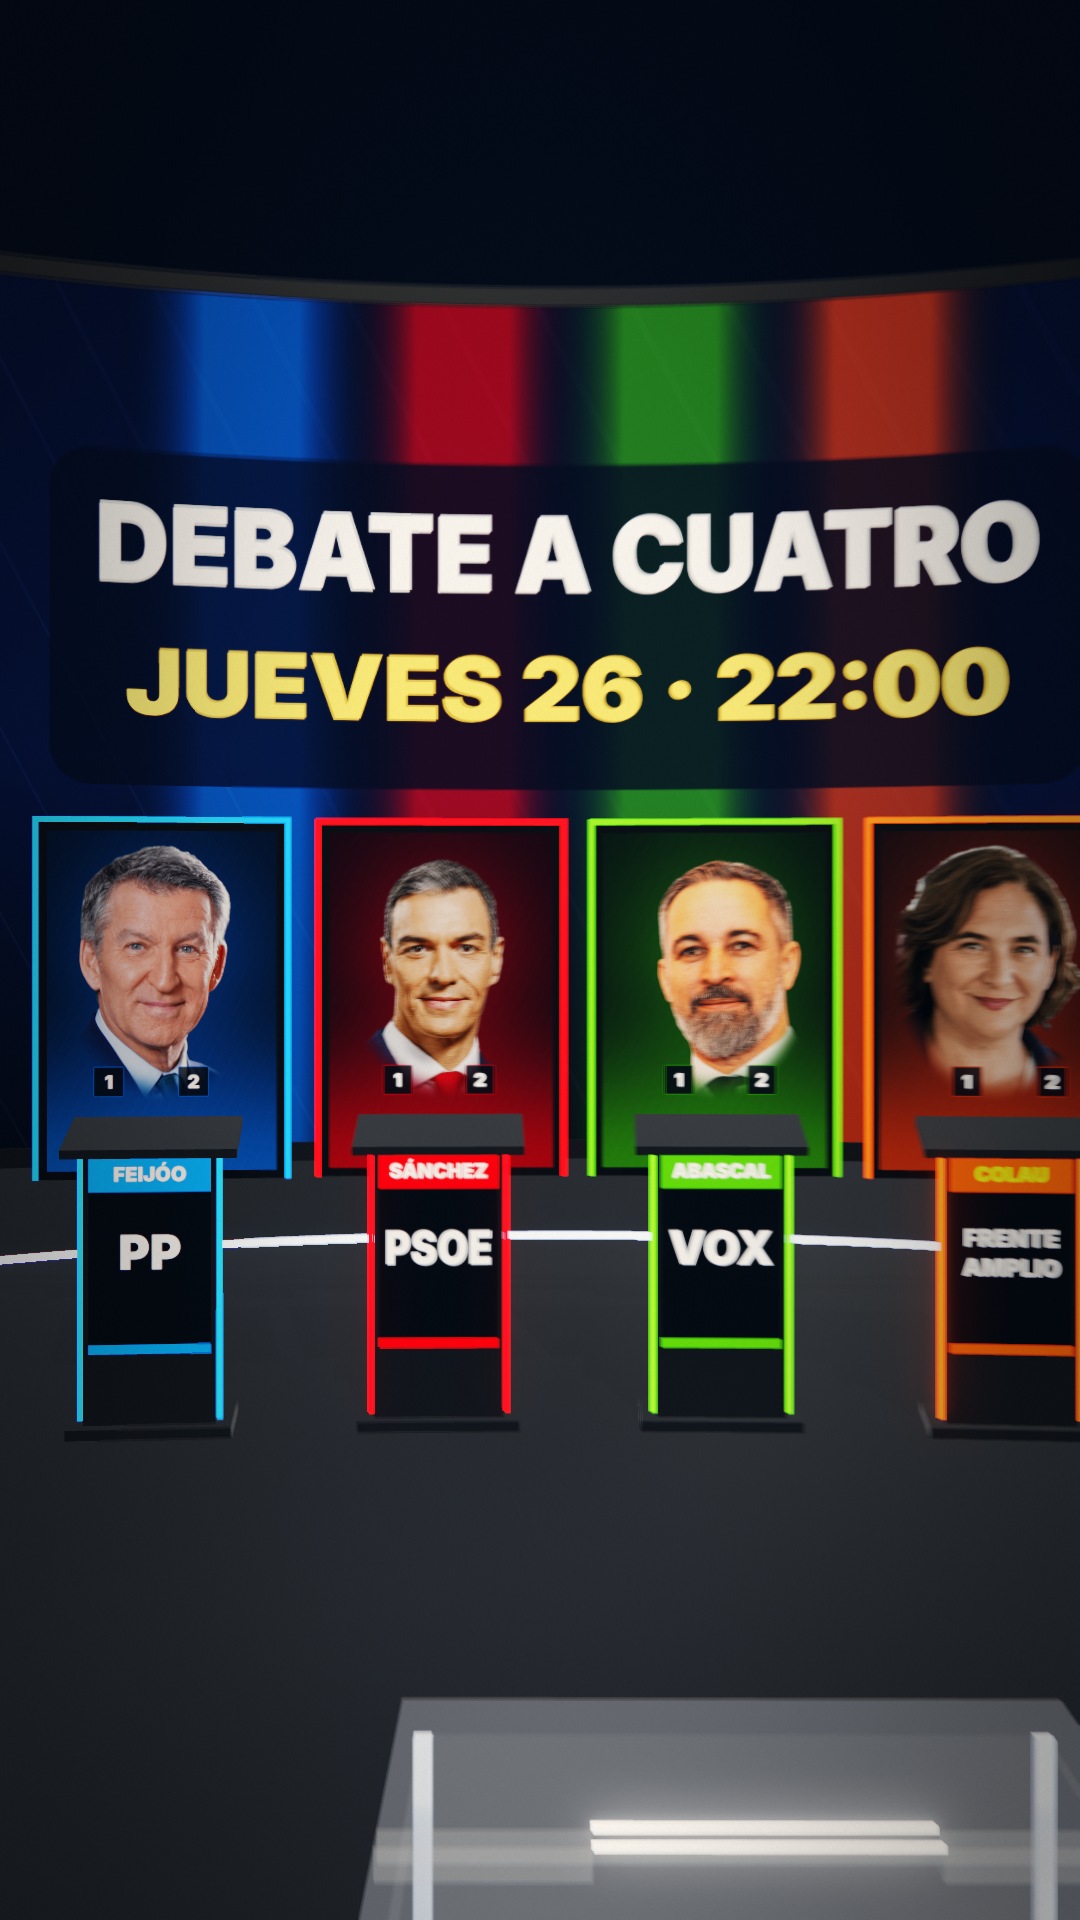 DEBATE A CUATRO
JUEVES 26 · 22:00
1 2
1 2
1 2
1 2
FEIJÓO
SÁNCHEZ
ABASCAL
COLAU
PP
PSOE
VOX
FRENTE
AMPLIO